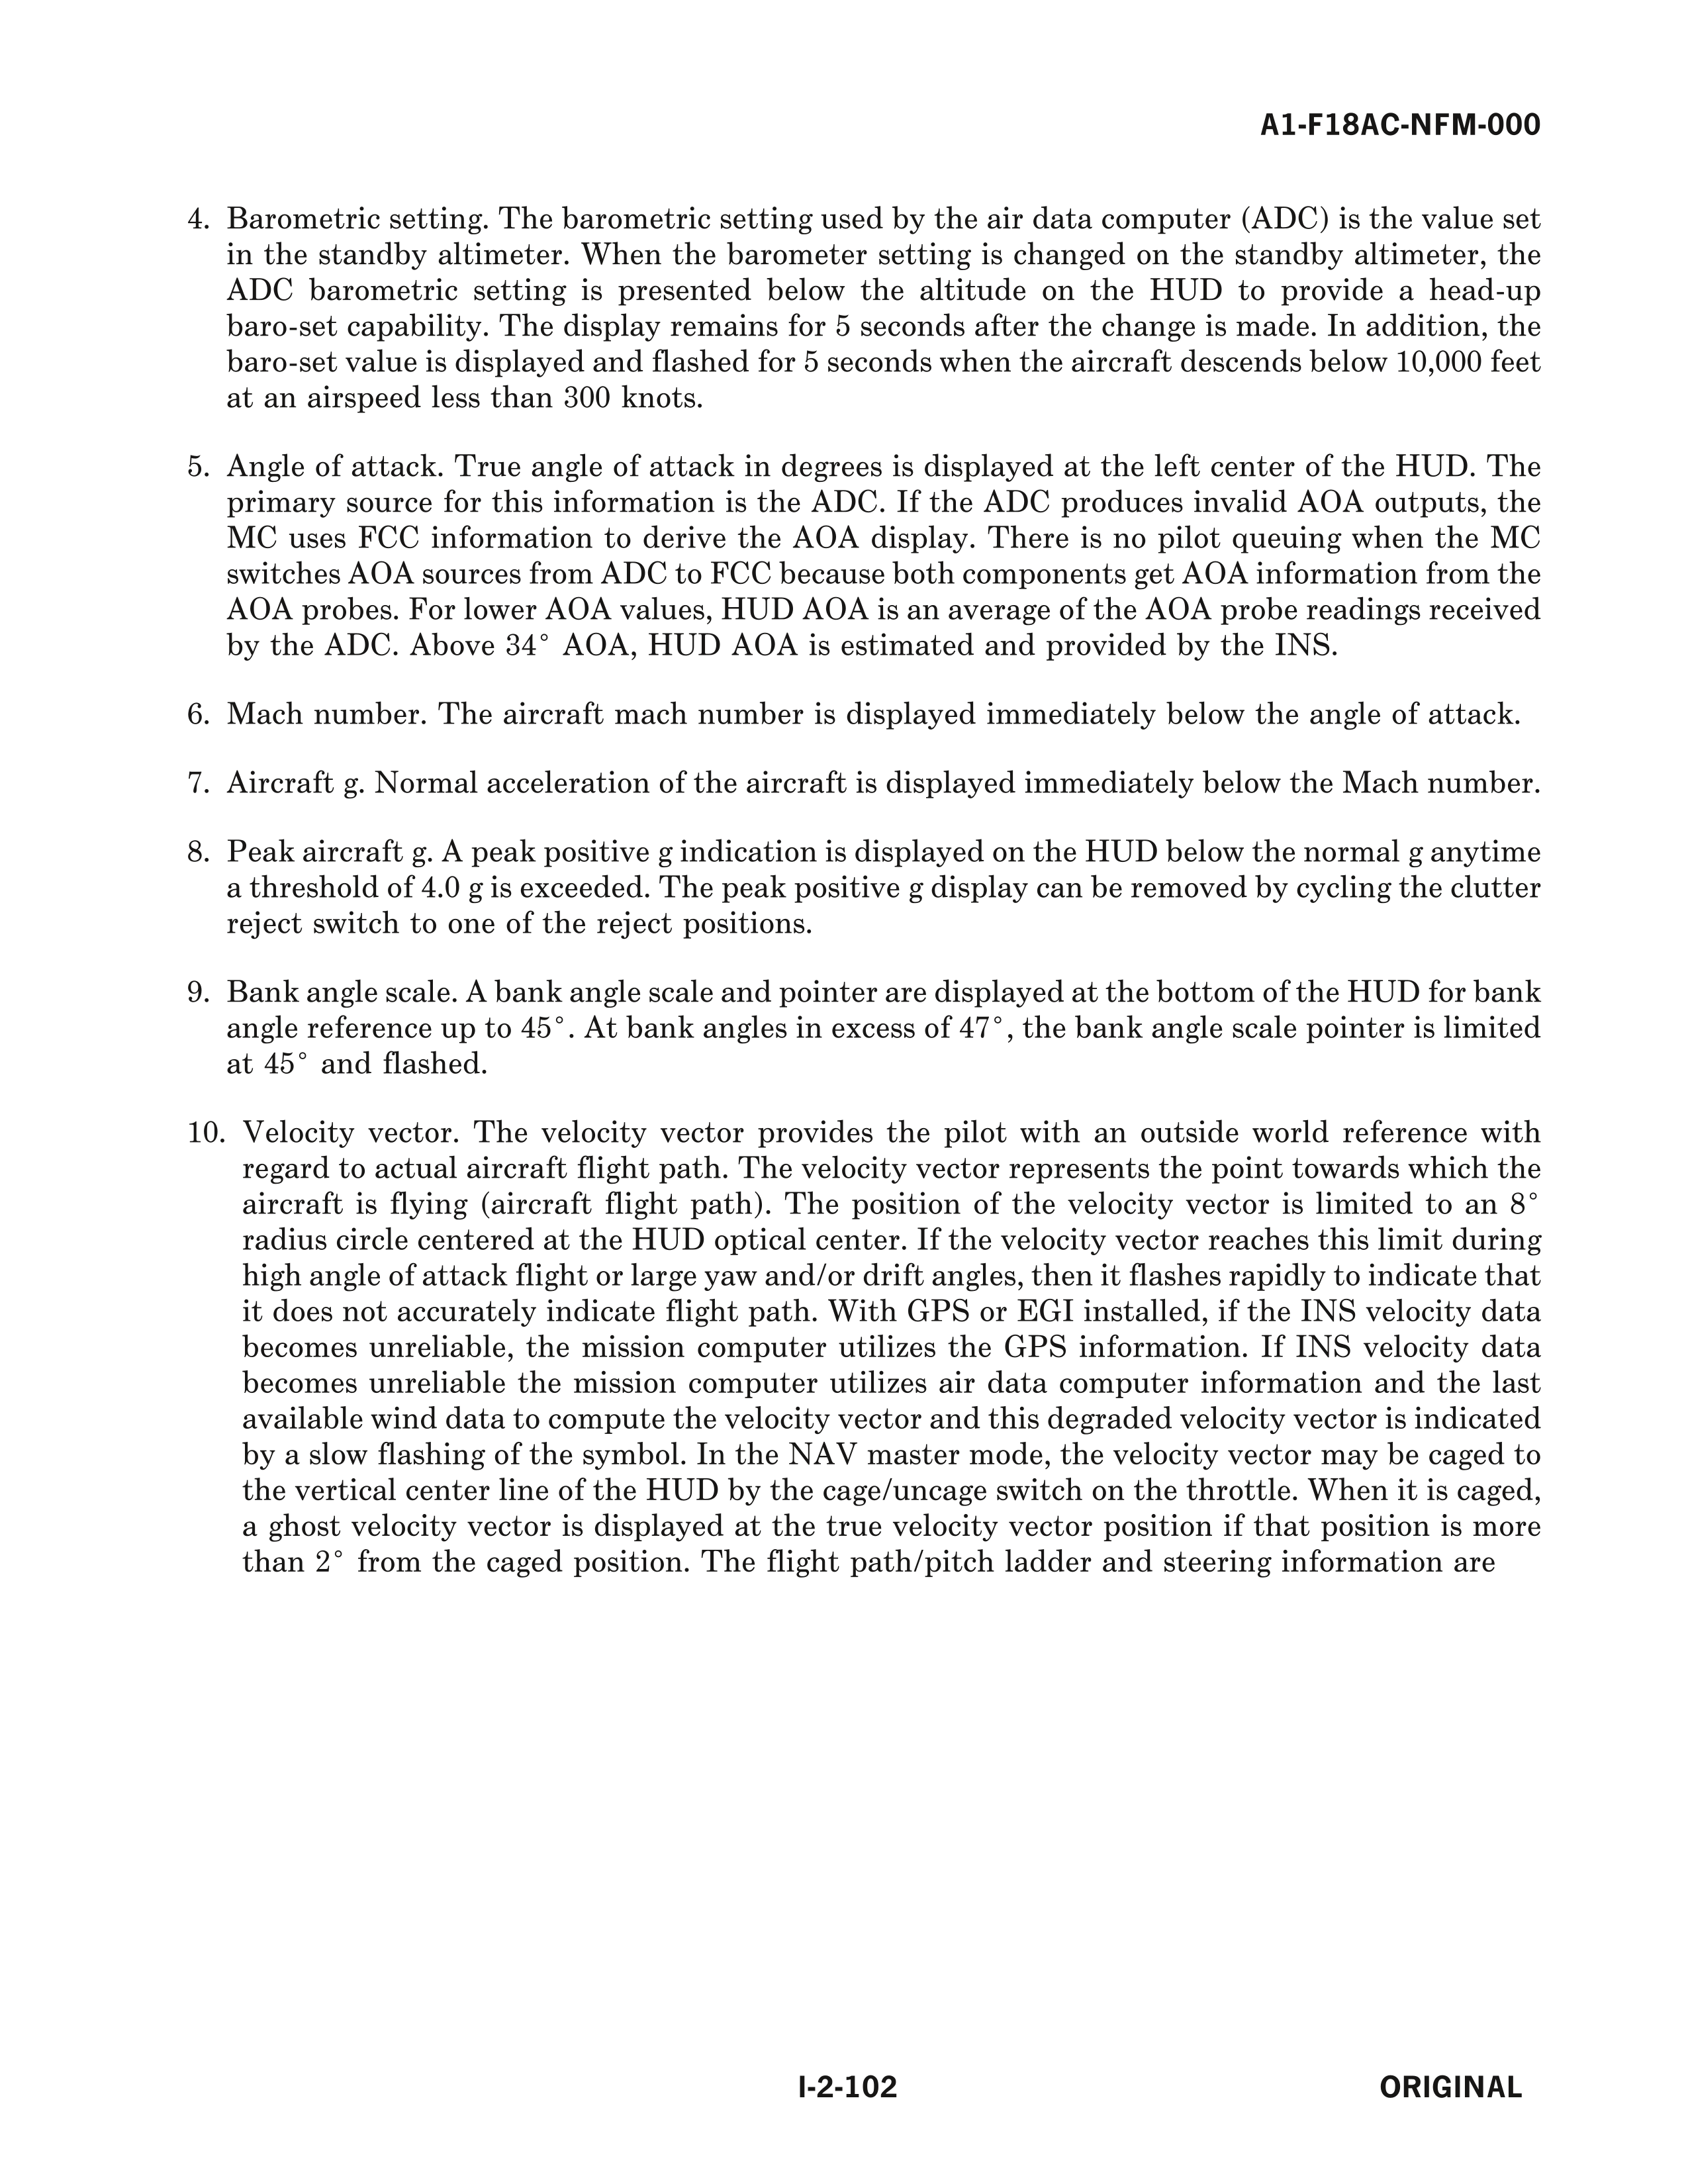 A1-F18AC-NFM-000
4. Barometric setting. The barometric setting used by the air data computer (ADC) is the value set
in the standby altimeter. When the barometer setting is changed on the standby altimeter, the
ADC barometric setting is presented below the altitude on the HUD to provide a head-up
baro-set capability. The display remains for 5 seconds after the change is made. In addition, the
baro-set value is displayed and flashed for 5 seconds when the aircraft descends below 10,000 feet
at an airspeed less than 300 knots.
5. Angle of attack. True angle of attack in degrees is displayed at the left center of the HUD. The
primary source for this information is the ADC. If the ADC produces invalid AOA outputs, the
MC uses FCC information to derive the AOA display. There is no pilot queuing when the MC
switches AOA sources from ADC to FCC because both components get AOA information from the
AOA probes. For lower AOA values, HUD AOA is an average of the AOA probe readings received
by the ADC. Above 34° AOA, HUD AOA is estimated and provided by the INS.
6. Mach number. The aircraft mach number is displayed immediately below the angle of attack.
7. Aircraft g. Normal acceleration of the aircraft is displayed immediately below the Mach number.
8. Peak aircraft g. A peak positive g indication is displayed on the HUD below the normal g anytime
a threshold of 4.0 g is exceeded. The peak positive g display can be removed by cycling the clutter
reject switch to one of the reject positions.
9. Bank angle scale. A bank angle scale and pointer are displayed at the bottom of the HUD for bank
angle reference up to 45°. At bank angles in excess of 47°, the bank angle scale pointer is limited
at 45° and flashed.
10. Velocity vector. The velocity vector provides the pilot with an outside world reference with
regard to actual aircraft flight path. The velocity vector represents the point towards which the
aircraft is flying (aircraft flight path). The position of the velocity vector is limited to an 8°
radius circle centered at the HUD optical center. If the velocity vector reaches this limit during
high angle of attack flight or large yaw and/or drift angles, then it flashes rapidly to indicate that
it does not accurately indicate flight path. With GPS or EGI installed, if the INS velocity data
becomes unreliable, the mission computer utilizes the GPS information. If INS velocity data
becomes unreliable the mission computer utilizes air data computer information and the last
available wind data to compute the velocity vector and this degraded velocity vector is indicated
by a slow flashing of the symbol. In the NAV master mode, the velocity vector may be caged to
the vertical center line of the HUD by the cage/uncage switch on the throttle. When it is caged,
a ghost velocity vector is displayed at the true velocity vector position if that position is more
than 2° from the caged position. The flight path/pitch ladder and steering information are
I-2-102
ORIGINAL